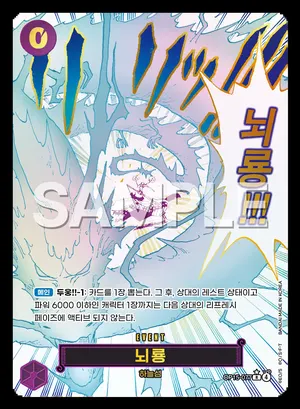 0
뇌룡!!!
SAMPLE
메인 두웅!!-1: 카드를 1장 뽑는다. 그 후, 상대의 레스트 상태이고
파워 6000 이하인 캐릭터 1장까지는 다음 상대의 리프레시
페이즈에 액티브 되지 않는다.
EVENT
뇌룡
하늘섬